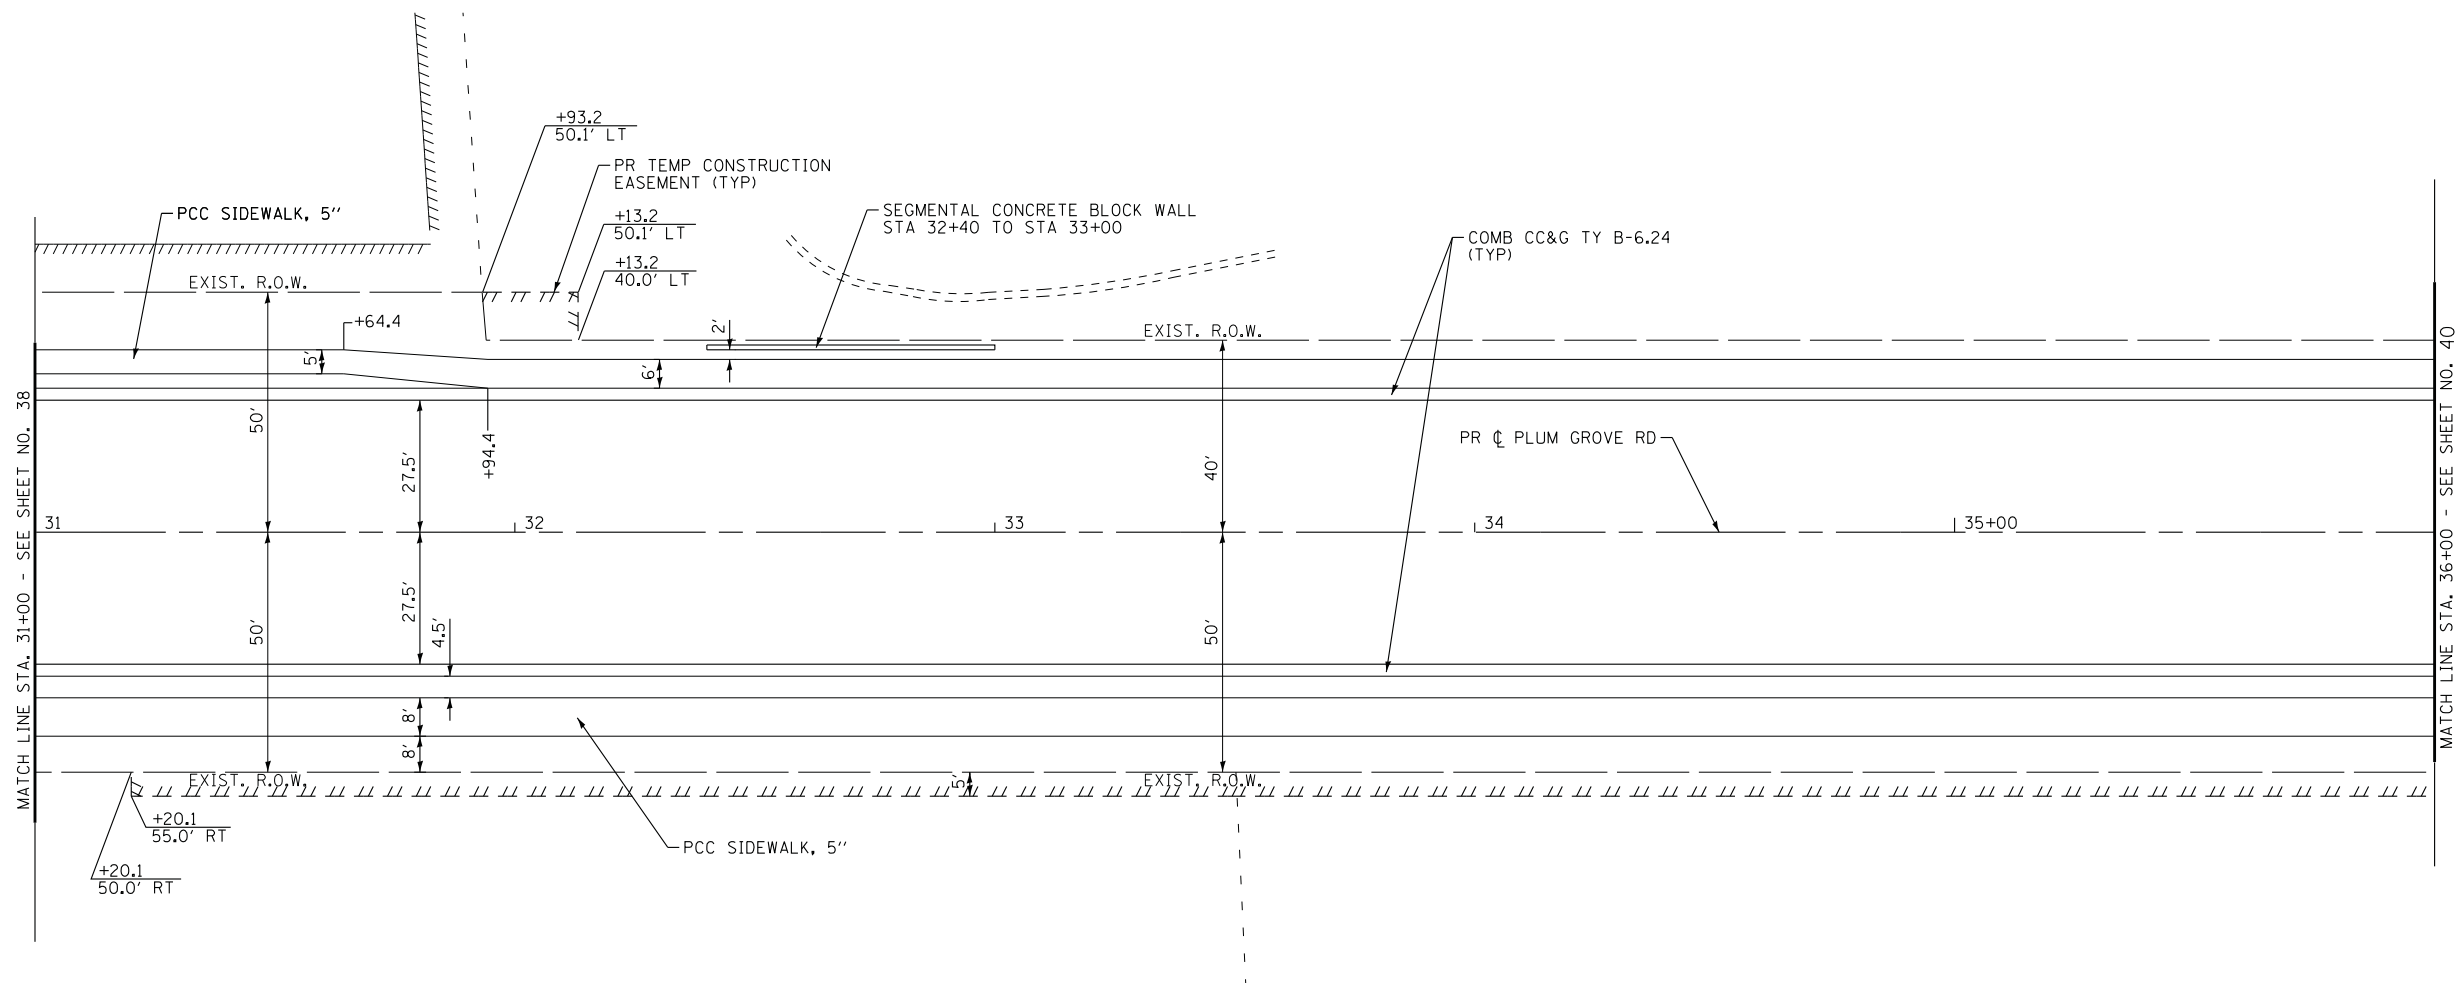 +93.2
50.1' LT
PR TEMP CONSTRUCTION
EASEMENT (TYP)
PCC SIDEWALK, 5''
+13.2
50.1' LT
SEGMENTAL CONCRETE BLOCK WALL
STA 32+40 TO STA 33+00
COMB CC&G TY B-6.24
(TYP)
+13.2
40.0' LT
EXIST. R.O.W.
+64.4
2'
EXIST. R.O.W.
5'
6'
50'
27.5'
+94.4
40'
PR ℄ PLUM GROVE RD
MATCH LINE STA. 31+00 - SEE SHEET NO. 38
MATCH LINE STA. 36+00 - SEE SHEET NO. 40
31
32
33
34
35+00
50'
27.5'
4.5'
50'
8'
8'
EXIST. R.O.W.
5'
EXIST. R.O.W.
+20.1
55.0' RT
PCC SIDEWALK, 5''
+20.1
50.0' RT